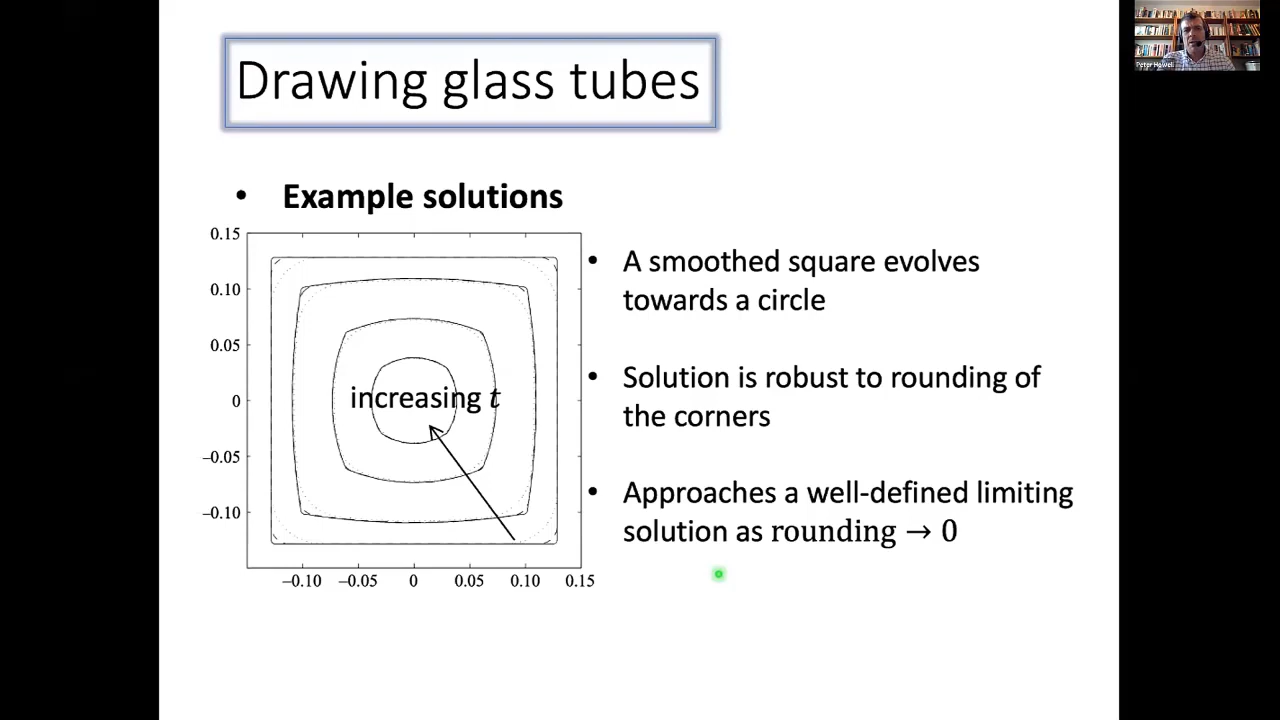 Drawing glass tubes
Peter Howell
• Example solutions
0.15
0.10
0.05
0
−0.05
−0.10
−0.10 −0.05 0 0.05 0.10 0.15
increasing t
• A smoothed square evolves
towards a circle
• Solution is robust to rounding of
the corners
• Approaches a well-defined limiting
solution as rounding → 0